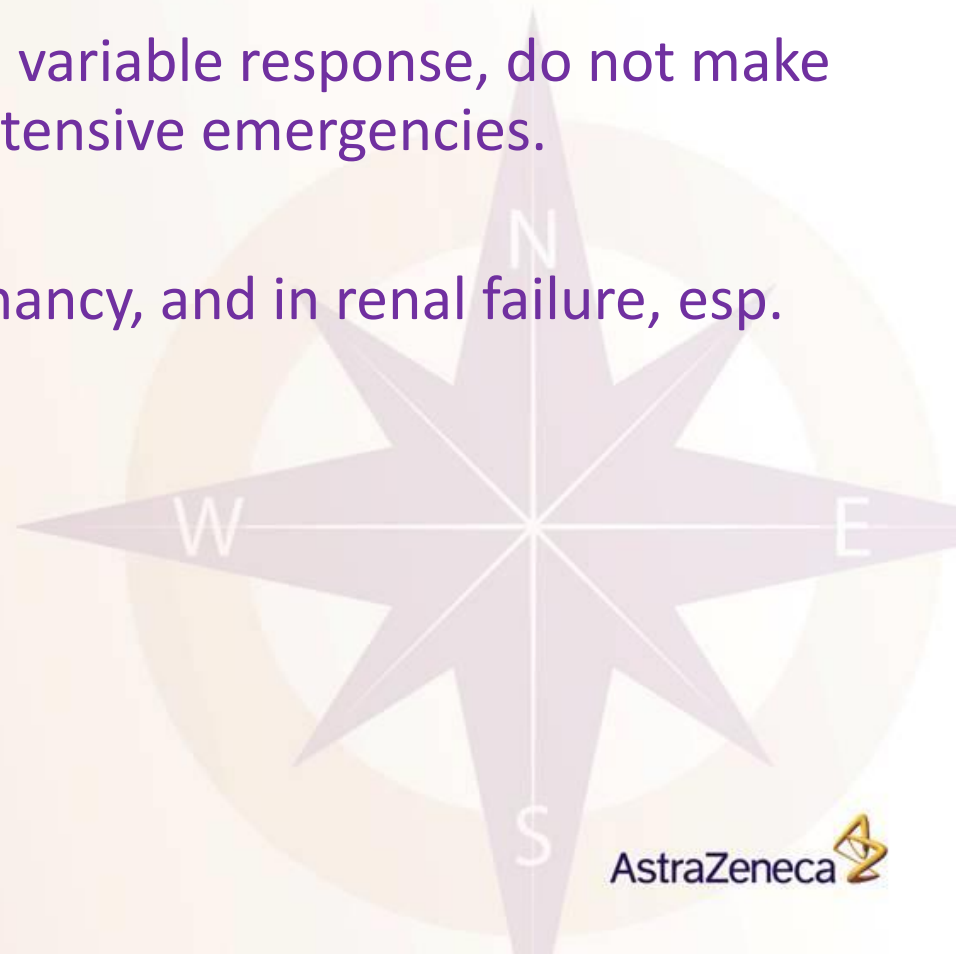 variable response, do not make
tensive emergencies.
N
nancy, and in renal failure, esp.
W
E
S
AstraZeneca